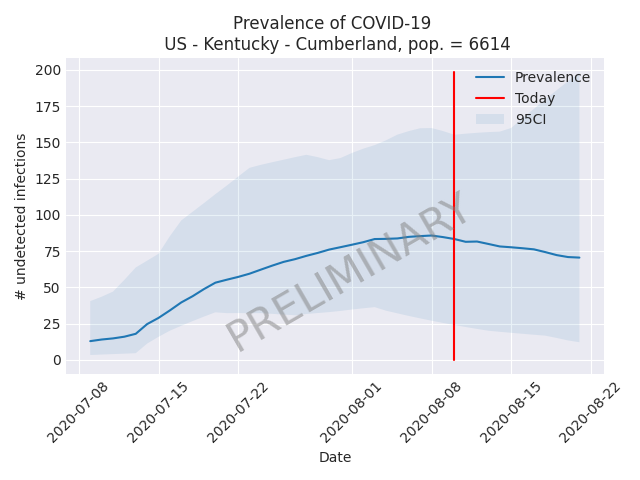 Prevalence of COVID-19
US - Kentucky - Cumberland, pop. = 6614
# undetected infections
200
175
150
125
100
75
50
25
0
Prevalence
Today
95CI
PRELIMINARY
2020-07-08
2020-07-15
2020-07-22
2020-08-01
2020-08-08
2020-08-15
2020-08-22
Date